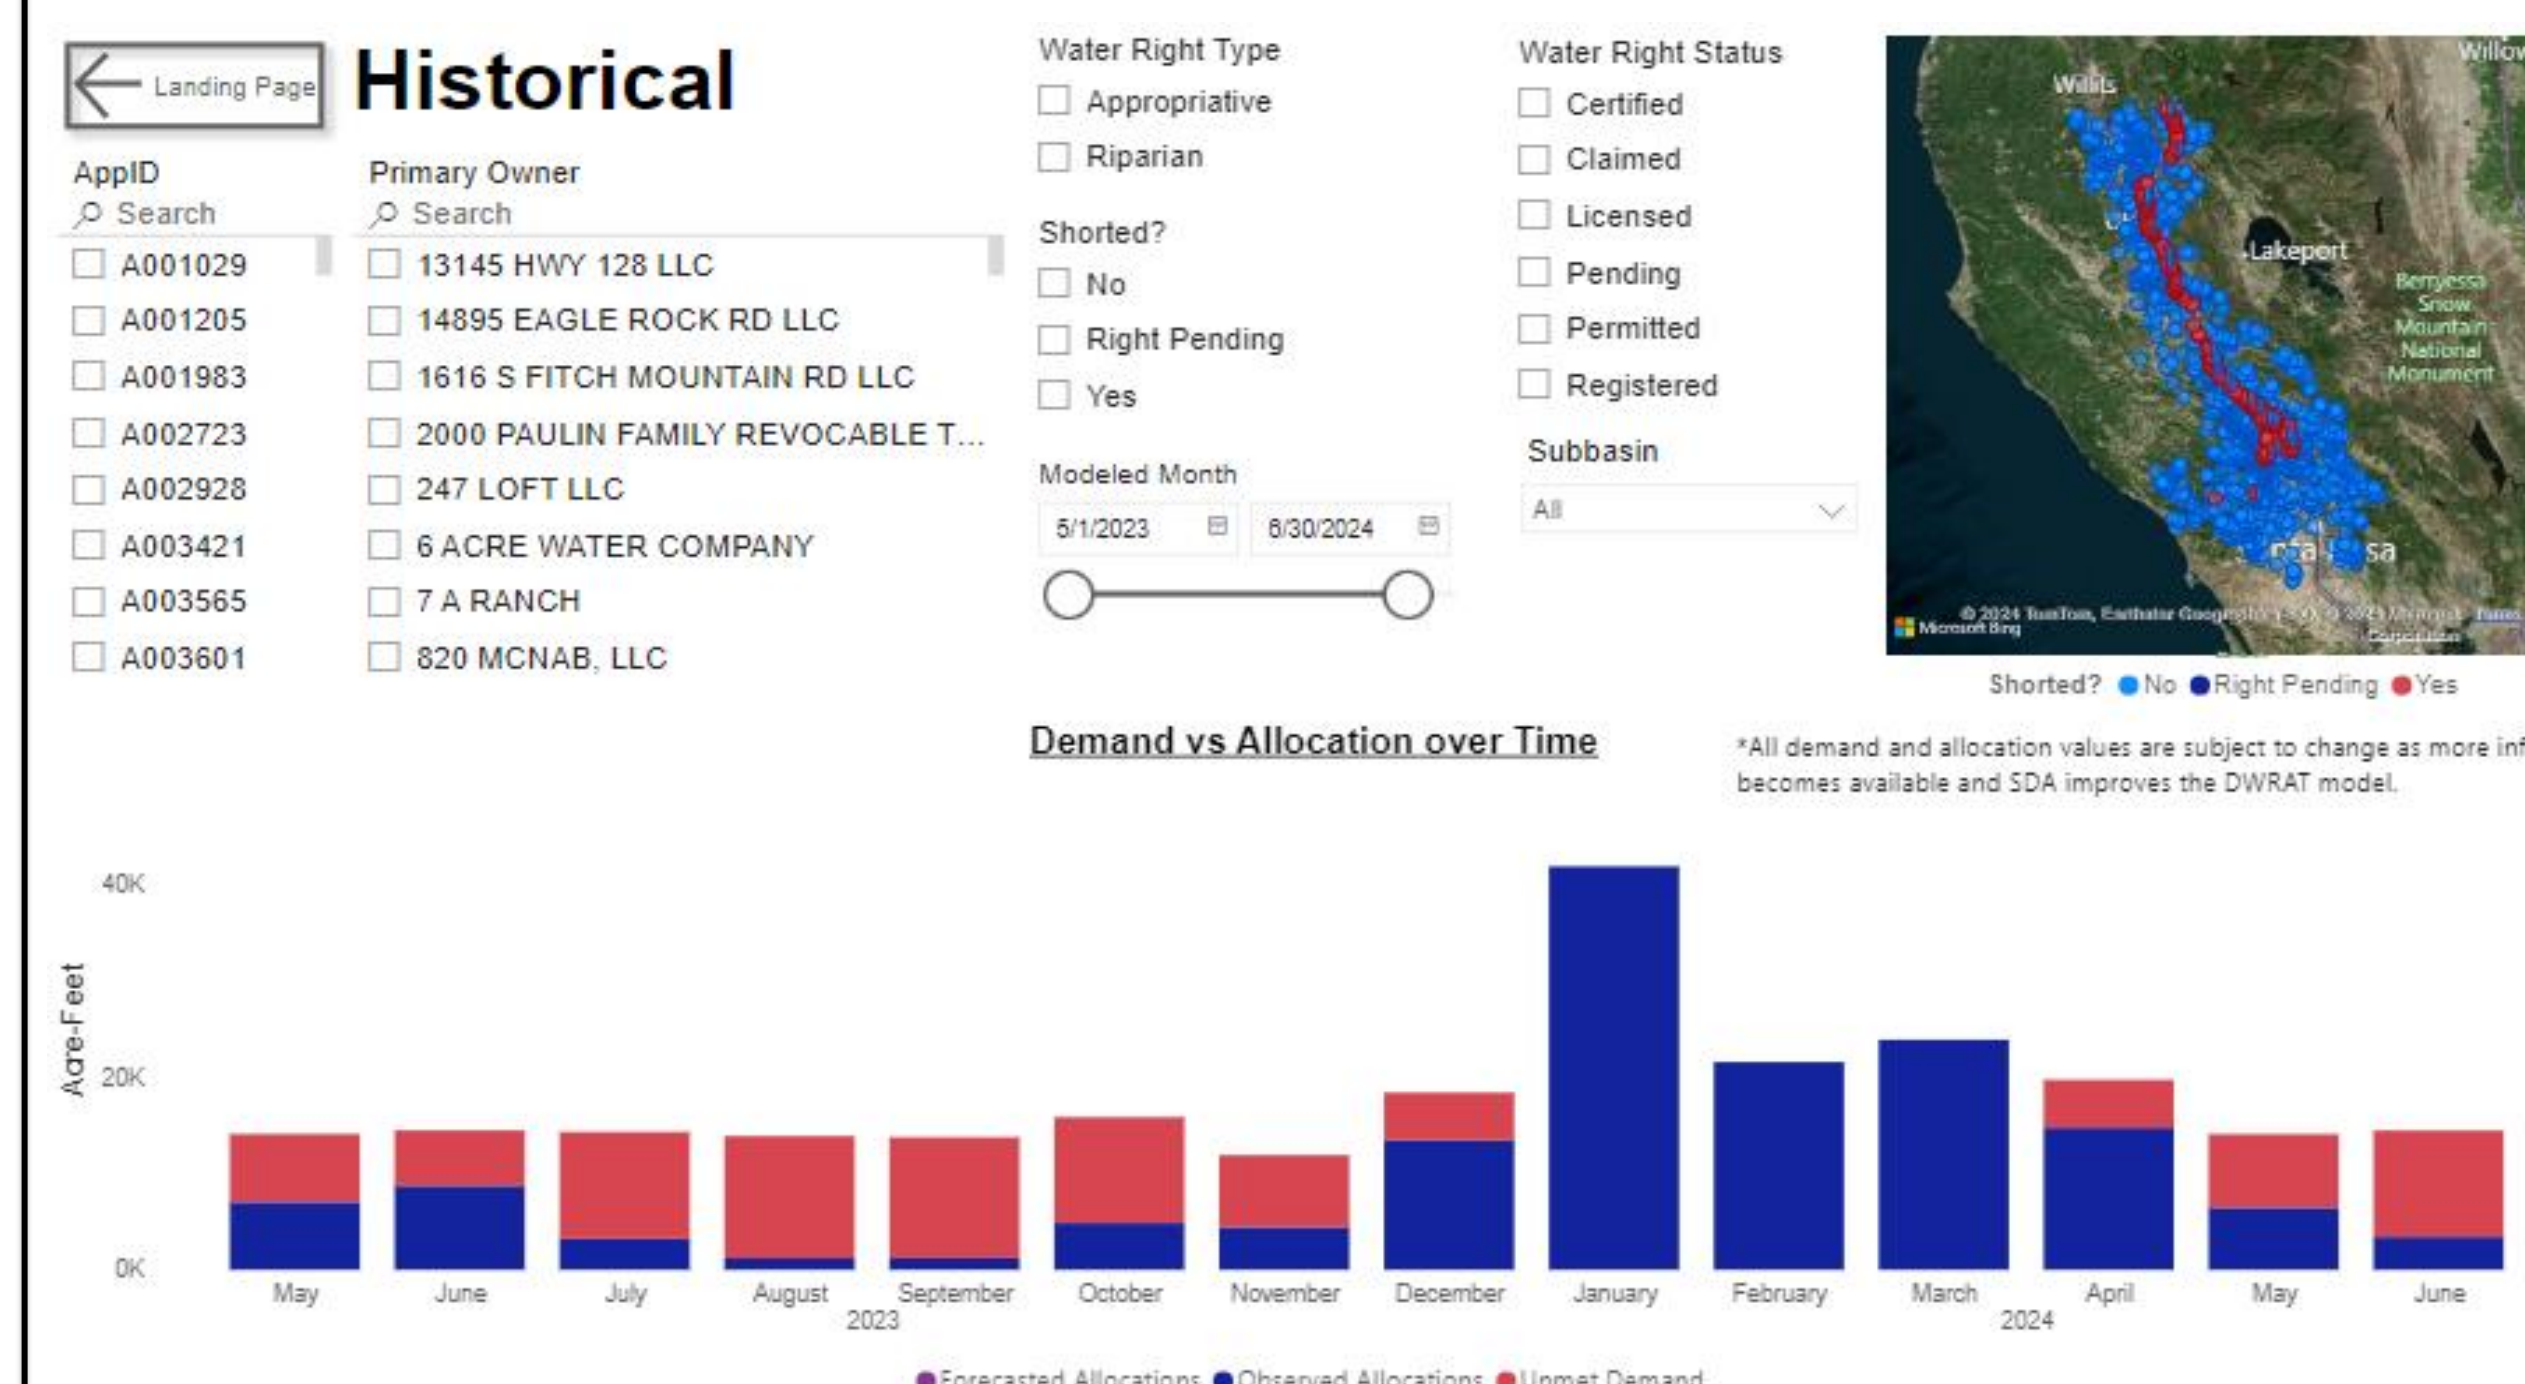 Landing Page
Historical
AppID
Search
A001029
A001205
A001983
A002723
A002928
A003421
A003565
A003601
Primary Owner
Search
13145 HWY 128 LLC
14895 EAGLE ROCK RD LLC
1616 S FITCH MOUNTAIN RD LLC
2000 PAULIN FAMILY REVOCABLE T...
247 LOFT LLC
6 ACRE WATER COMPANY
7 A RANCH
820 MCNAB, LLC
Water Right Type
Appropriative
Riparian
Shorted?
No
Right Pending
Yes
Modeled Month
5/1/2023
6/30/2024
Water Right Status
Certified
Claimed
Licensed
Pending
Permitted
Registered
Subbasin
All
Willow
Willits
Lakeport
Berryessa
Snow
Mountain
National
Monument
© 2024 TomTom, Earthstar
Microsoft Bing
Corporation
Shorted? No Right Pending Yes
Demand vs Allocation over Time
*All demand and allocation values are subject to change as more inf
becomes available and SDA improves the DWRAT model.
Acre-Feet
40K
20K
0K
May June July August September October November December January February March April May June
2023 2024
Forecasted Allocations Observed Allocations Unmet Demand